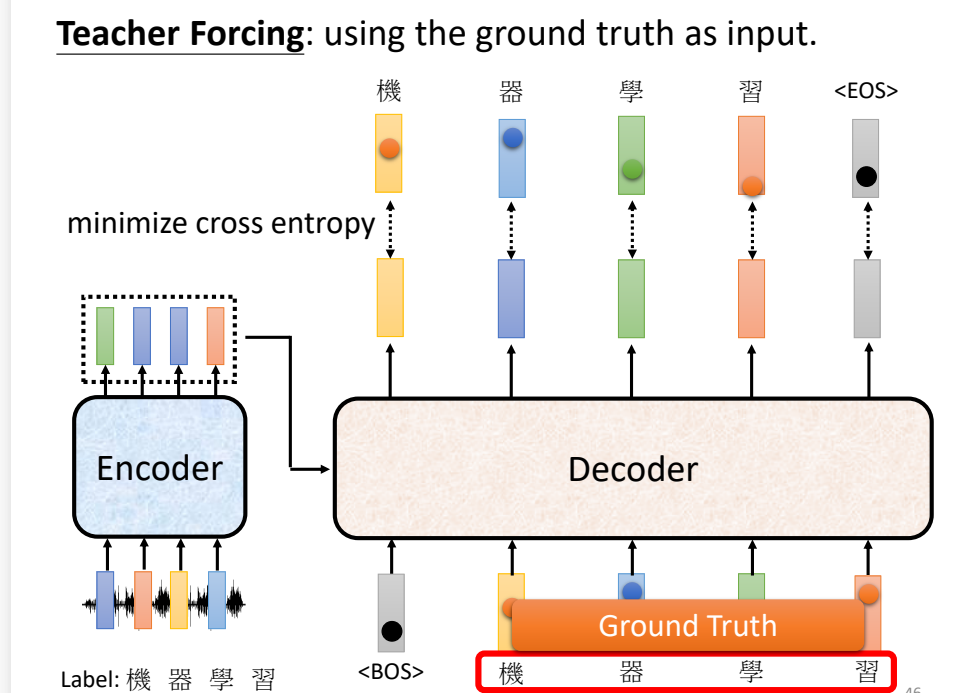 Teacher Forcing: using the ground truth as input.
機 器 學 習 <EOS>
minimize cross entropy
Encoder
Decoder
Ground Truth
Label: 機 器 學 習
<BOS> 機 器 學 習
46